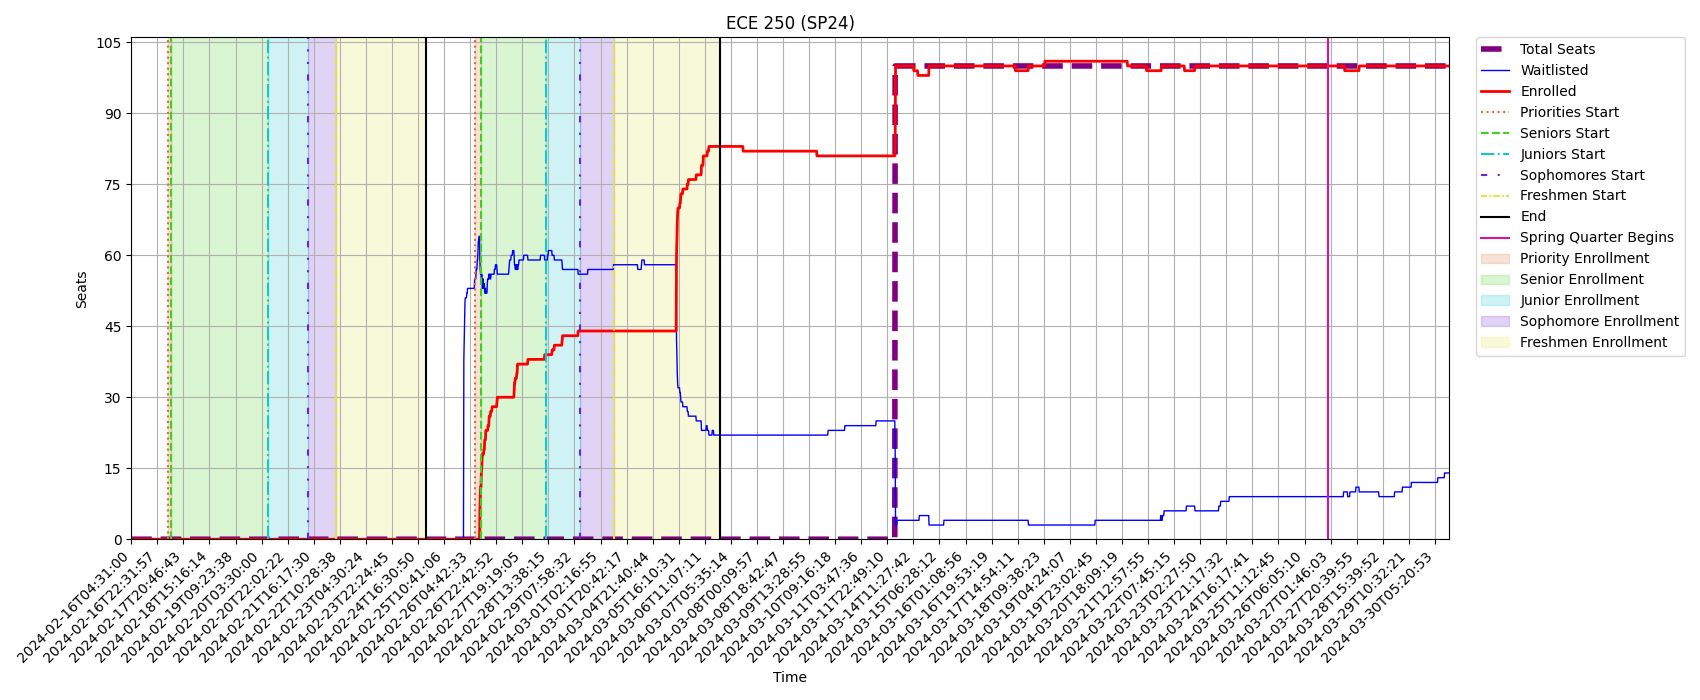 ECE 250 (SP24)
105
90
75
60
45
30
15
0
Seats
2024-02-16T04:31:00
2024-02-16T22:31:57
2024-02-17T20:46:43
2024-02-18T15:16:14
2024-02-19T09:23:38
2024-02-20T03:30:00
2024-02-20T22:02:22
2024-02-21T16:17:30
2024-02-22T10:28:38
2024-02-23T04:30:24
2024-02-23T22:24:45
2024-02-24T16:30:50
2024-02-25T10:41:06
2024-02-26T04:42:33
2024-02-26T22:42:52
2024-02-27T19:19:05
2024-02-28T13:38:15
2024-02-29T07:58:32
2024-03-01T02:16:55
2024-03-01T20:42:17
2024-03-04T21:40:44
2024-03-05T16:10:31
2024-03-06T11:07:11
2024-03-07T05:35:14
2024-03-08T00:09:57
2024-03-08T18:42:47
2024-03-09T13:28:55
2024-03-10T09:16:18
2024-03-11T03:47:36
2024-03-11T22:49:10
2024-03-14T11:27:42
2024-03-15T06:28:12
2024-03-16T01:08:56
2024-03-16T19:53:19
2024-03-17T14:54:11
2024-03-18T09:38:23
2024-03-19T04:24:07
2024-03-19T23:02:45
2024-03-20T18:09:19
2024-03-21T12:57:55
2024-03-22T07:45:15
2024-03-23T02:27:50
2024-03-24T16:17:32
2024-03-25T11:17:41
2024-03-25T11:12:45
2024-03-26T06:05:10
2024-03-27T01:46:03
2024-03-27T20:39:55
2024-03-28T15:39:52
2024-03-29T10:32:21
2024-03-30T05:20:53
Time
Total Seats
Waitlisted
Enrolled
Priorities Start
Seniors Start
Juniors Start
Sophomores Start
Freshmen Start
End
Spring Quarter Begins
Priority Enrollment
Senior Enrollment
Junior Enrollment
Sophomore Enrollment
Freshmen Enrollment